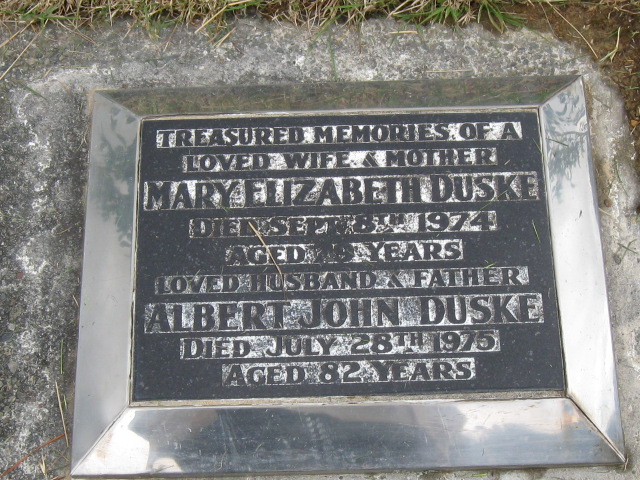 TREASURED MEMORIES OF A
LOVED WIFE & MOTHER
MARY ELIZABETH DUSKE
DIED SEPT. 8TH 1974
AGED YEARS
LOVED HUSBAND & FATHER
ALBERT JOHN DUSKE
DIED JULY 28TH 1975
AGED 82 YEARS